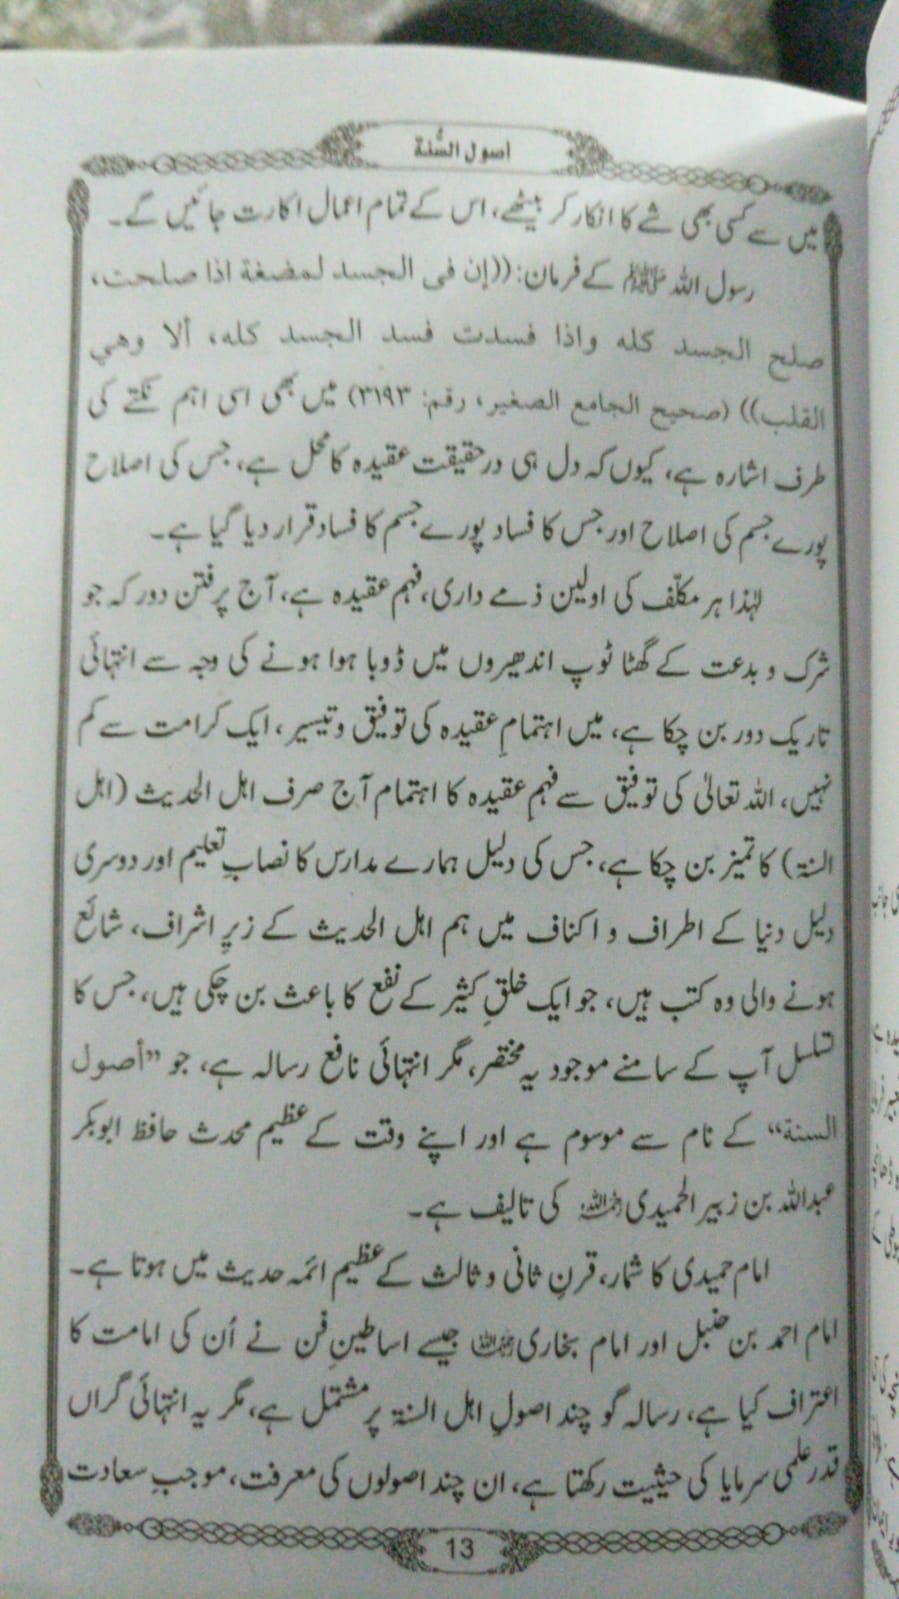 اصول السُّنة
میں سے کسی بھی شے کا انکار کر بیٹھے، اس کے تمام اعمال اکارت جائیں گے۔
رسول اللہ ﷺ کے فرمان: ((إن فی الجسد لمضغة اذا صلحت،
صلح الجسد کله واذا فسدت فسد الجسد کله، ألا وھي
القلب)) (صحیح الجامع الصغیر، رقم: ۳۱۹۳) میں بھی اسی اہم نکتے کی
طرف اشارہ ہے، کیوں کہ دل ہی در حقیقت عقیدہ کا محل ہے، جس کی اصلاح
پورے جسم کی اصلاح اور جس کا فساد پورے جسم کا فساد قرار دیا گیا ہے۔
لہٰذا ہر مکلّف کی اولین ذمے داری، فہم عقیدہ ہے، آج پرفتن دور کہ جو
شرک و بدعت کے گھٹا ٹوپ اندھیروں میں ڈوبا ہوا ہونے کی وجہ سے انتہائی
تاریک دور بن چکا ہے، میں اہتمامِ عقیدہ کی توفیق و تیسیر، ایک کرامت سے کم
نہیں، اللہ تعالیٰ کی توفیق سے فہم عقیدہ کا اہتمام آج صرف اہل الحدیث (اہل
السنۃ) کا تمیز بن چکا ہے، جس کی دلیل ہمارے مدارس کا نصاب تعلیم اور دوسری
دلیل دنیا کے اطراف و اکناف میں ہم اہل الحدیث کے زیرِ اشراف، شائع
ہونے والی وہ کتب ہیں، جو ایک خلقِ کثیر کے نفع کا باعث بن چکی ہیں، جس کا
تسلسل آپ کے سامنے موجود یہ مختصر، مگر انتہائی نافع رسالہ ہے، جو ”أصول
السنة“ کے نام سے موسوم ہے اور اپنے وقت کے عظیم محدث حافظ ابوبکر
عبداللہ بن زبیر الحمیدی رحمہ اللہ کی تالیف ہے۔
امام حمیدی کا شمار، قرنِ ثانی و ثالث کے عظیم ائمہ حدیث میں ہوتا ہے۔
امام احمد بن حنبل اور امام بخاری جیسے اساطینِ فن نے اُن کی امامت کا
اعتراف کیا ہے، رسالہ گو چند اصولِ اہل السنۃ پر مشتمل ہے، مگر یہ انتہائی گراں
قدر علمی سرمایا کی حیثیت رکھتا ہے، ان چند اصولوں کی معرفت، موجبِ سعادت
13